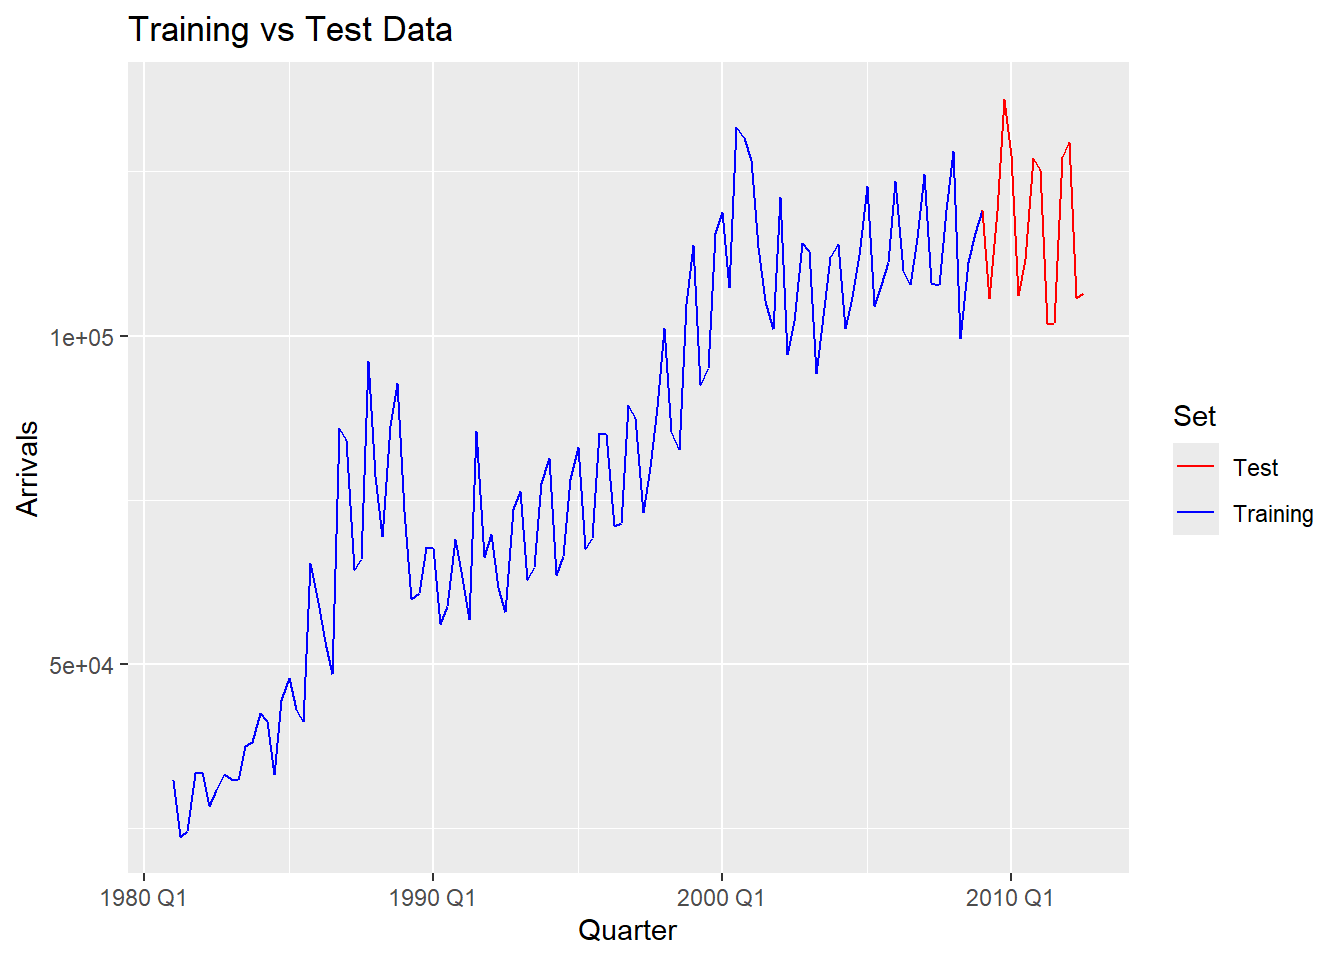 Training vs Test Data
1e+05
5e+04
Arrivals
1980 Q1
1990 Q1
2000 Q1
2010 Q1
Quarter
Set
Test
Training